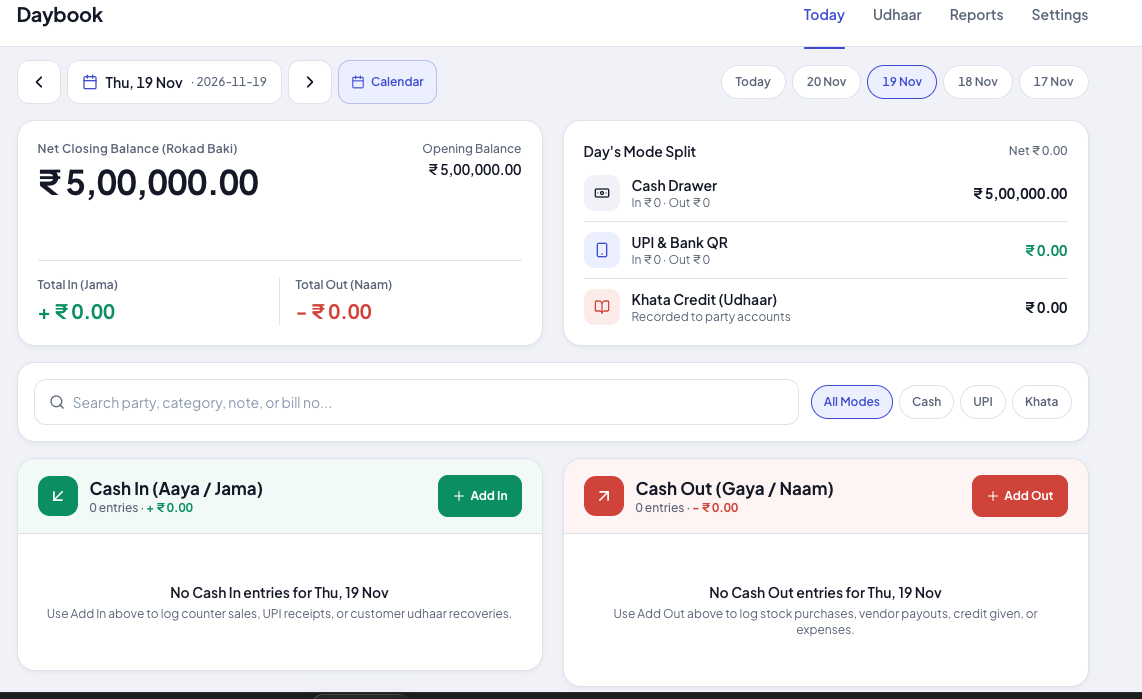 Daybook
Today
Udhaar
Reports
Settings
Thu, 19 Nov · 2026-11-19
Calendar
Today
20 Nov
19 Nov
18 Nov
17 Nov
Net Closing Balance (Rokad Baki)
₹ 5,00,000.00
Opening Balance
₹ 5,00,000.00
Total In (Jama)
+ ₹ 0.00
Total Out (Naam)
− ₹ 0.00
Day's Mode Split
Net ₹ 0.00
Cash Drawer
In ₹ 0 · Out ₹ 0
₹ 5,00,000.00
UPI & Bank QR
In ₹ 0 · Out ₹ 0
₹ 0.00
Khata Credit (Udhaar)
Recorded to party accounts
₹ 0.00
Search party, category, note, or bill no...
All Modes
Cash
UPI
Khata
Cash In (Aaya / Jama)
0 entries · + ₹ 0.00
+ Add In
No Cash In entries for Thu, 19 Nov
Use Add In above to log counter sales, UPI receipts, or customer udhaar recoveries.
Cash Out (Gaya / Naam)
0 entries · − ₹ 0.00
+ Add Out
No Cash Out entries for Thu, 19 Nov
Use Add Out above to log stock purchases, vendor payouts, credit given, or
expenses.